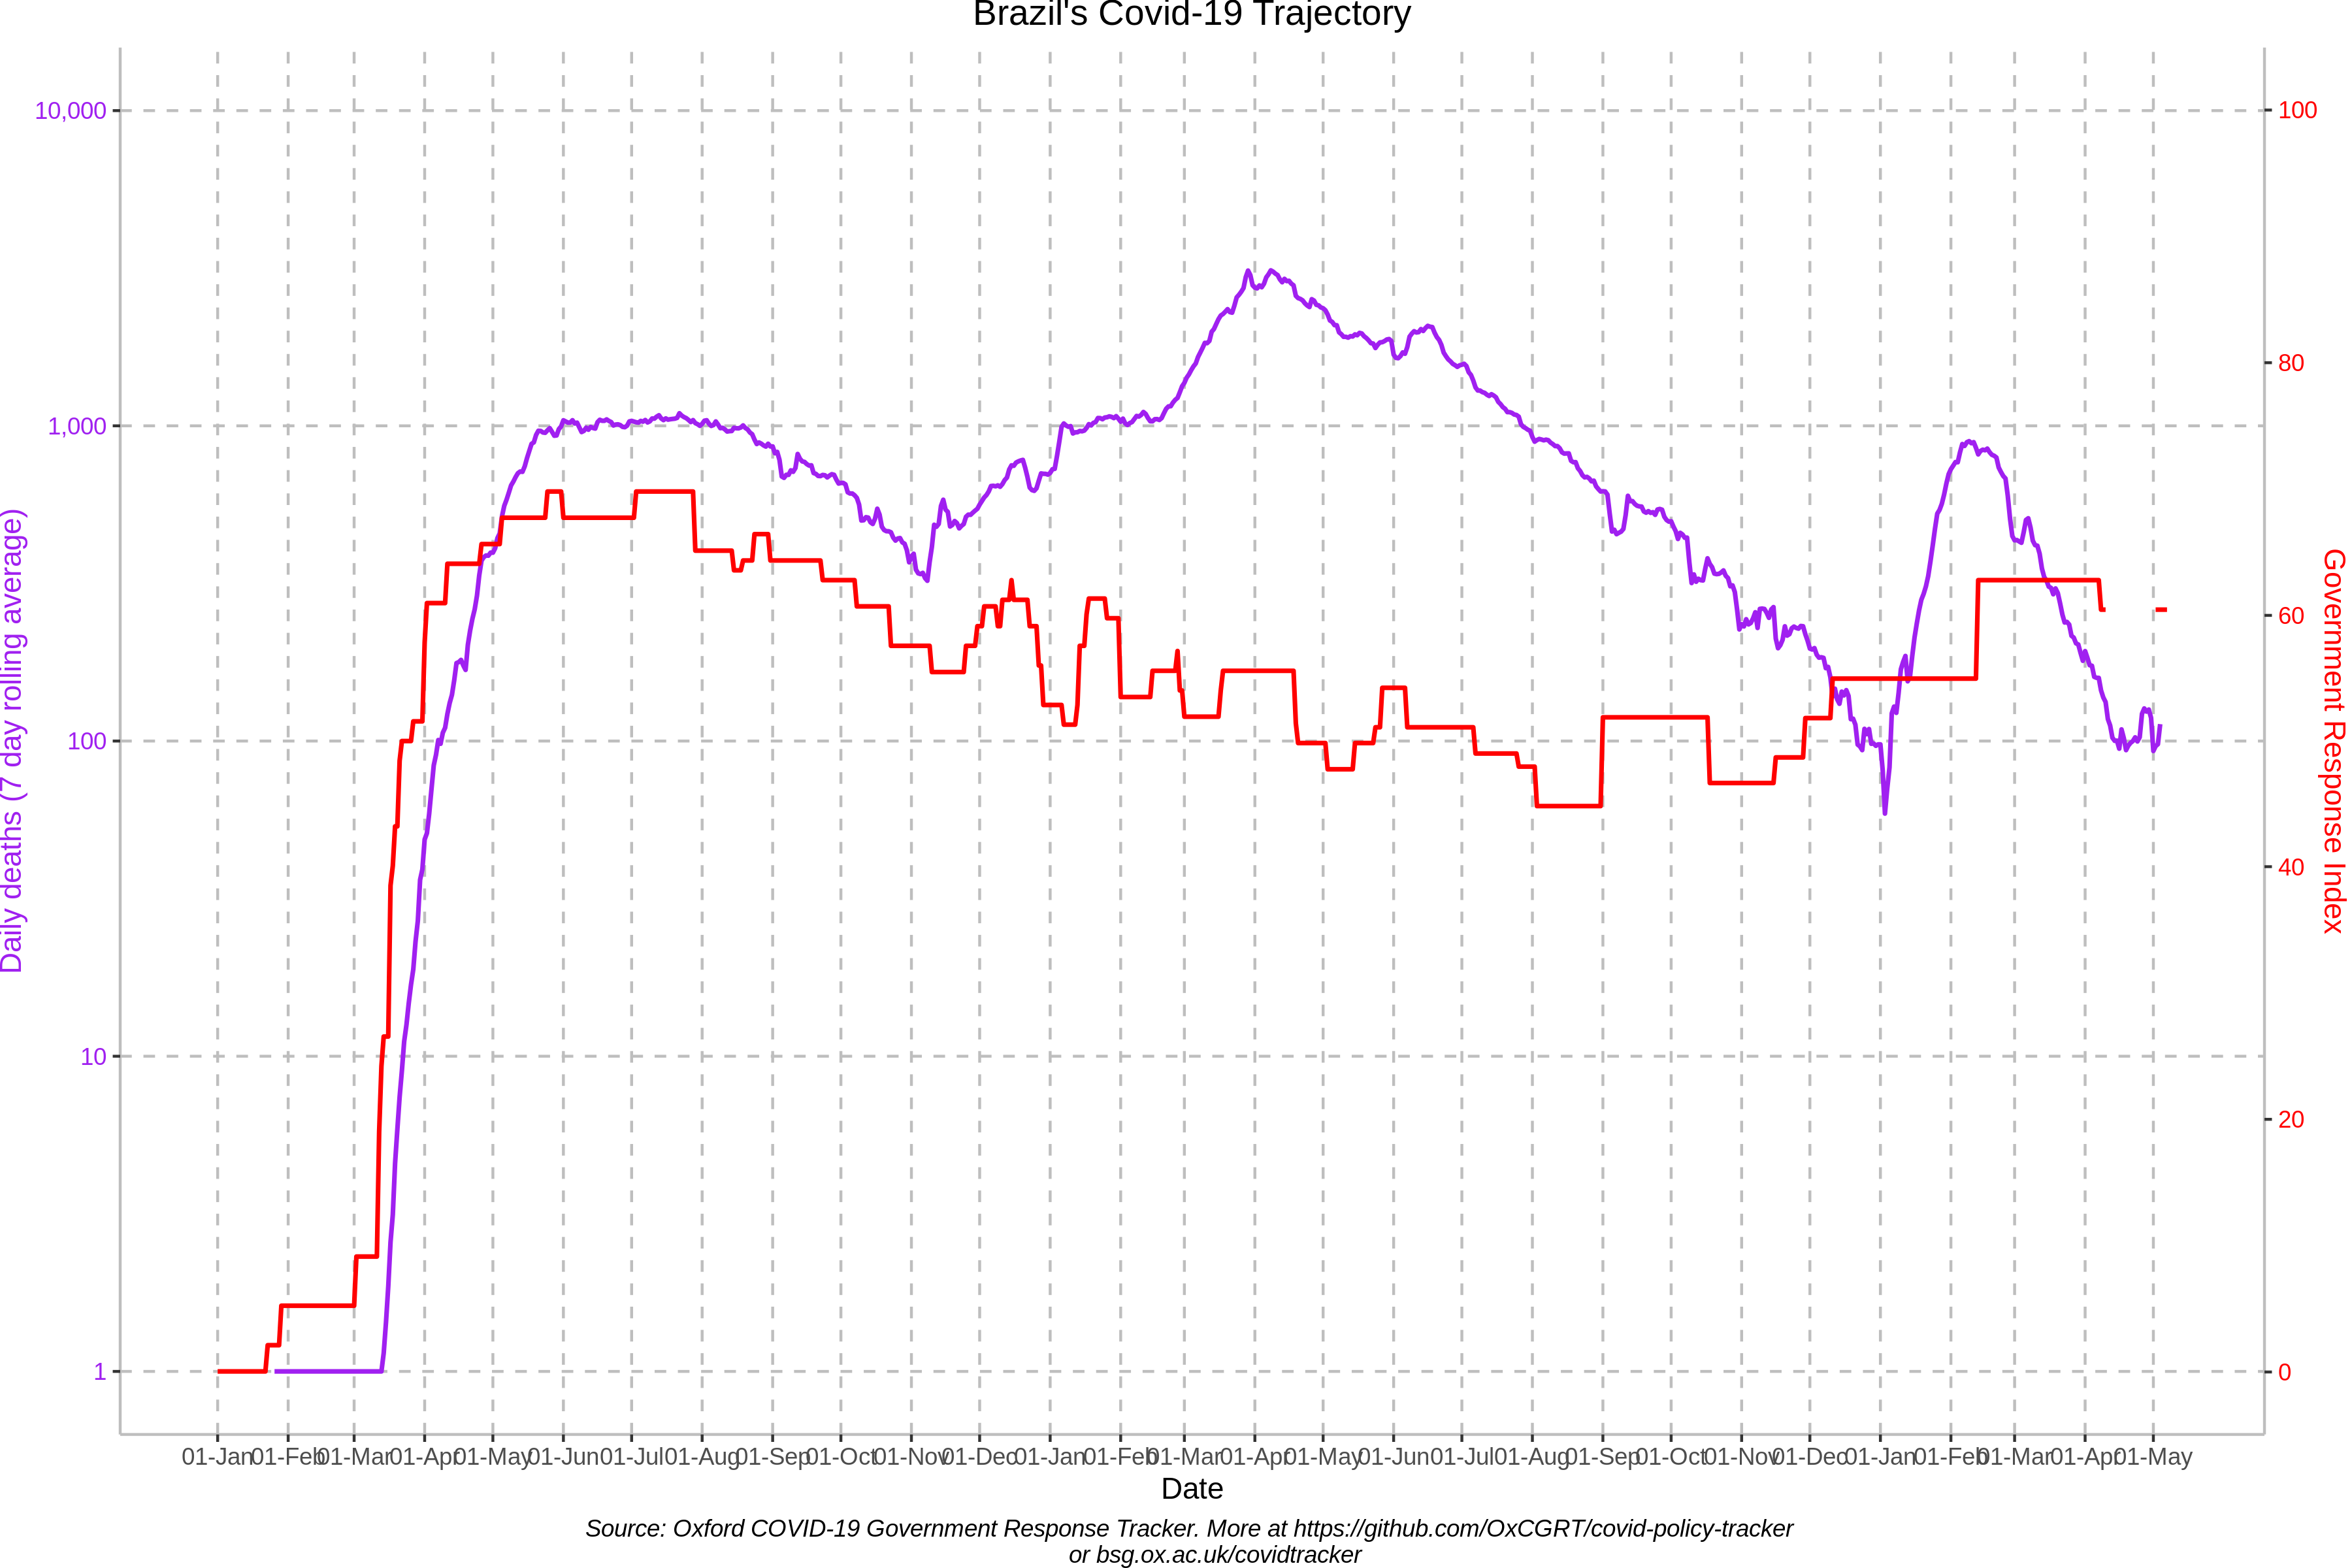 Brazil's Covid-19 Trajectory
Daily deaths (7 day rolling average)
10,000
1,000
100
10
1
100
80
60
40
20
0
Government Response Index
01-Jan 01-Feb 01-Mar 01-Apr 01-May 01-Jun 01-Jul 01-Aug 01-Sep 01-Oct 01-Nov 01-Dec 01-Jan 01-Feb 01-Mar 01-Apr 01-May 01-Jun 01-Jul 01-Aug 01-Sep 01-Oct 01-Nov 01-Dec 01-Jan 01-Feb 01-Mar 01-Apr 01-May
Date
Source: Oxford COVID-19 Government Response Tracker. More at https://github.com/OxCGRT/covid-policy-tracker
or bsg.ox.ac.uk/covidtracker